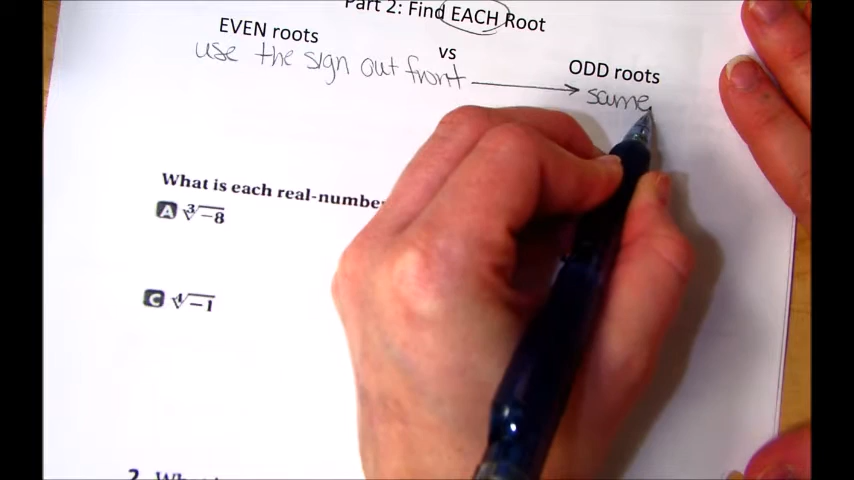 Part 2: Find EACH Root
EVEN roots
vs
ODD roots
use the sign out front
same
What is each real-number
A ∛-8
C ∜-1
2.